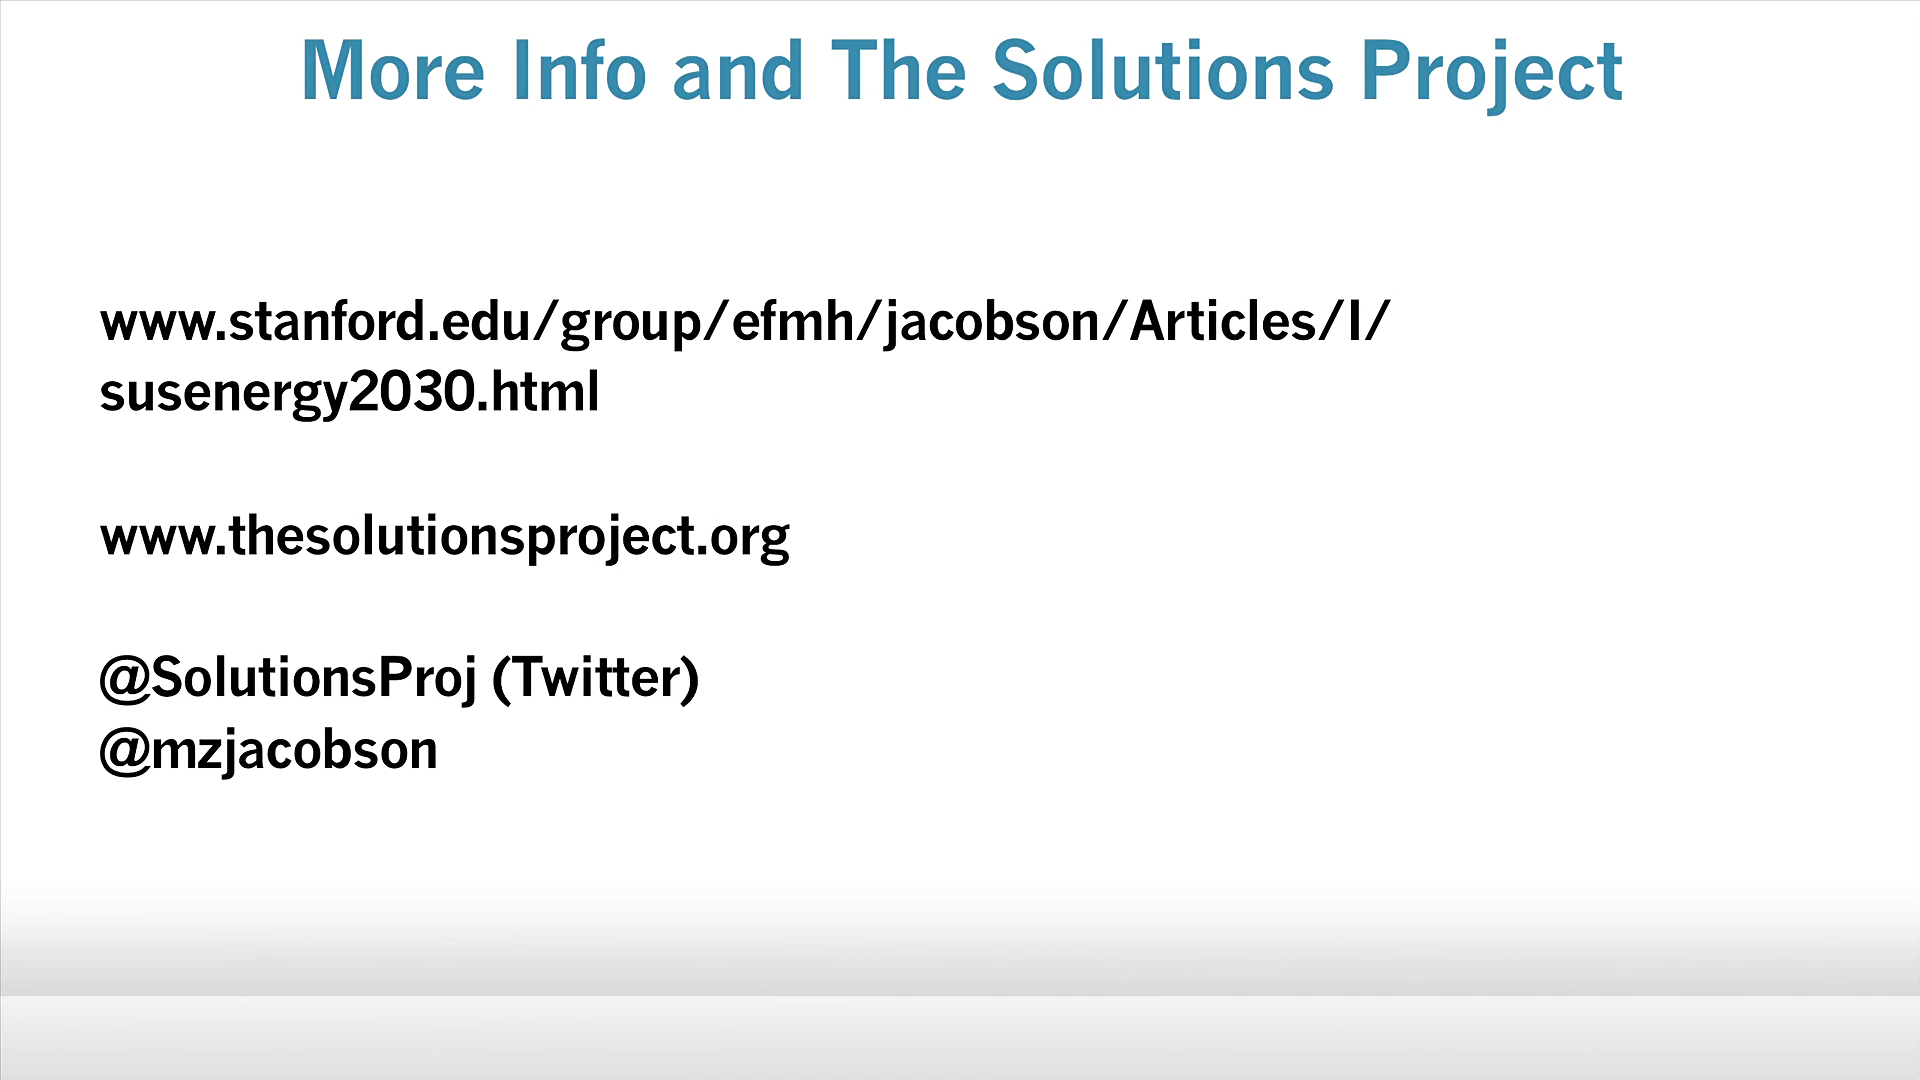 More Info and The Solutions Project
www.stanford.edu/group/efmh/jacobson/Articles/I/
susenergy2030.html
www.thesolutionsproject.org
@SolutionsProj (Twitter)
@mzjacobson